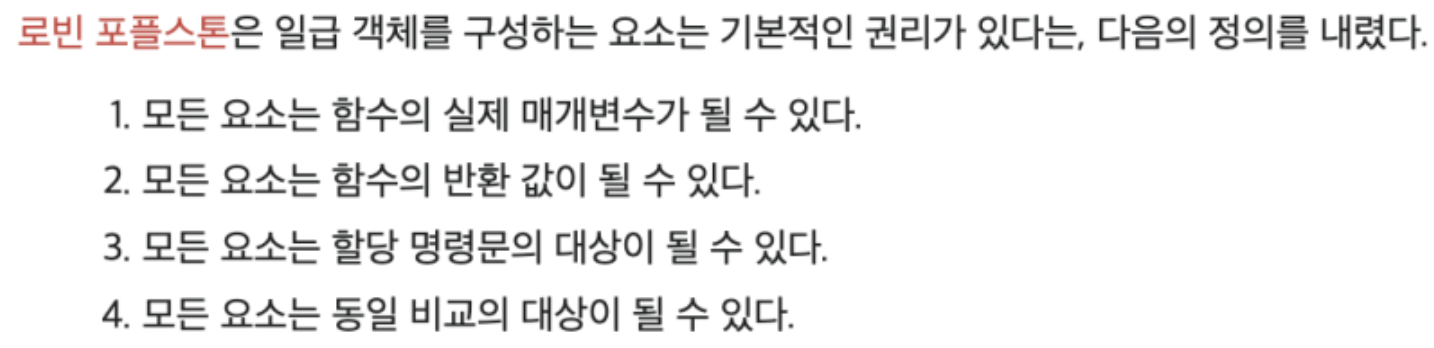 로빈 포플스톤은 일급 객체를 구성하는 요소는 기본적인 권리가 있다는, 다음의 정의를 내렸다.
1. 모든 요소는 함수의 실제 매개변수가 될 수 있다.
2. 모든 요소는 함수의 반환 값이 될 수 있다.
3. 모든 요소는 할당 명령문의 대상이 될 수 있다.
4. 모든 요소는 동일 비교의 대상이 될 수 있다.